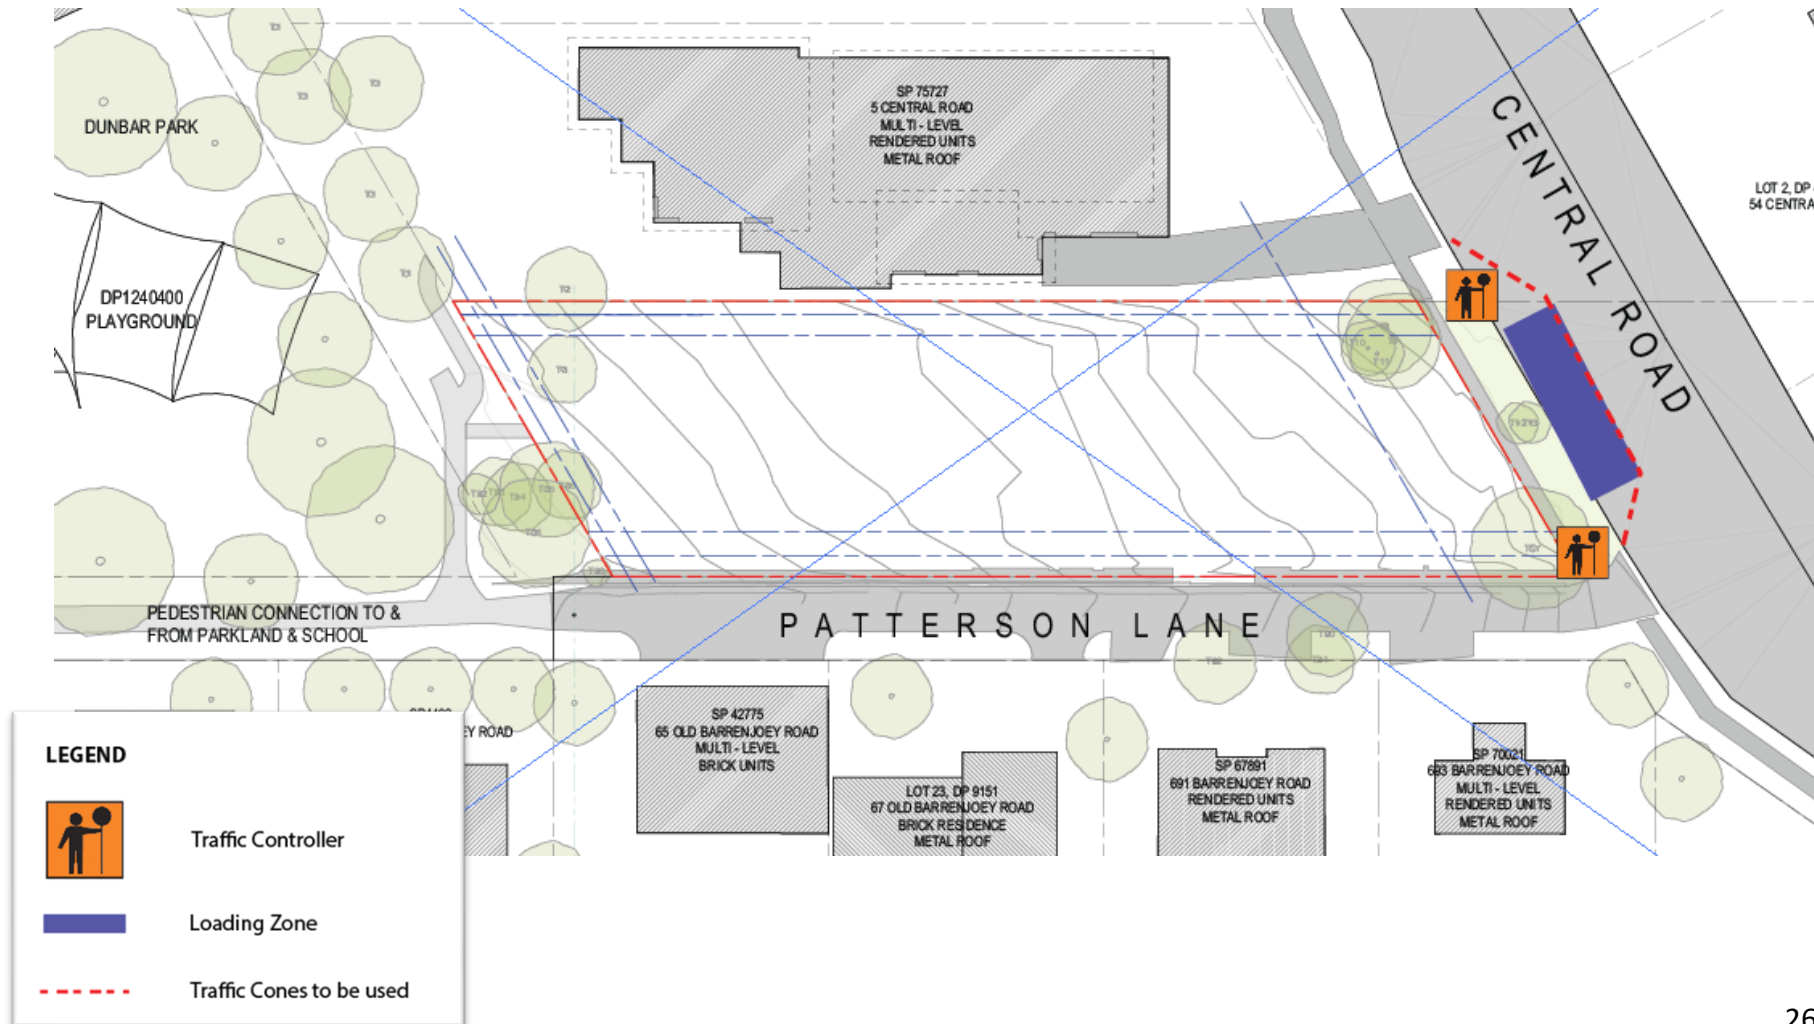 DUNBAR PARK
DP1240400
PLAYGROUND
SP 75727
5 CENTRAL ROAD
MULTI - LEVEL
RENDERED UNITS
METAL ROOF
CENTRAL ROAD
LOT 2, DP
54 CENTRA
PEDESTRIAN CONNECTION TO &
FROM PARKLAND & SCHOOL
PATTERSON LANE
EY ROAD
SP 42775
65 OLD BARRENJOEY ROAD
MULTI - LEVEL
BRICK UNITS
LOT 23, DP 9151
67 OLD BARRENJOEY ROAD
BRICK RESIDENCE
METAL ROOF
SP 67891
691 BARRENJOEY ROAD
RENDERED UNITS
METAL ROOF
SP 70021
693 BARRENJOEY ROAD
MULTI - LEVEL
RENDERED UNITS
METAL ROOF
LEGEND
Traffic Controller
Loading Zone
Traffic Cones to be used
26